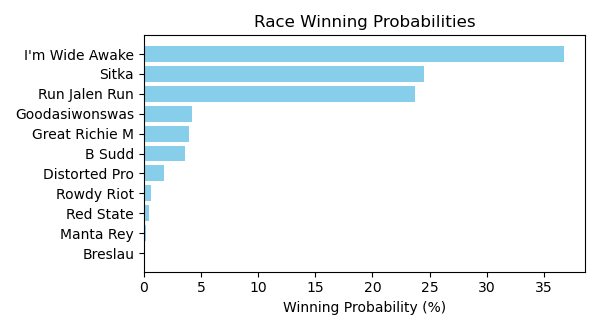 Race Winning Probabilities
I'm Wide Awake
Sitka
Run Jalen Run
Goodasiwonswas
Great Richie M
B Sudd
Distorted Pro
Rowdy Riot
Red State
Manta Rey
Breslau
0 5 10 15 20 25 30 35
Winning Probability (%)